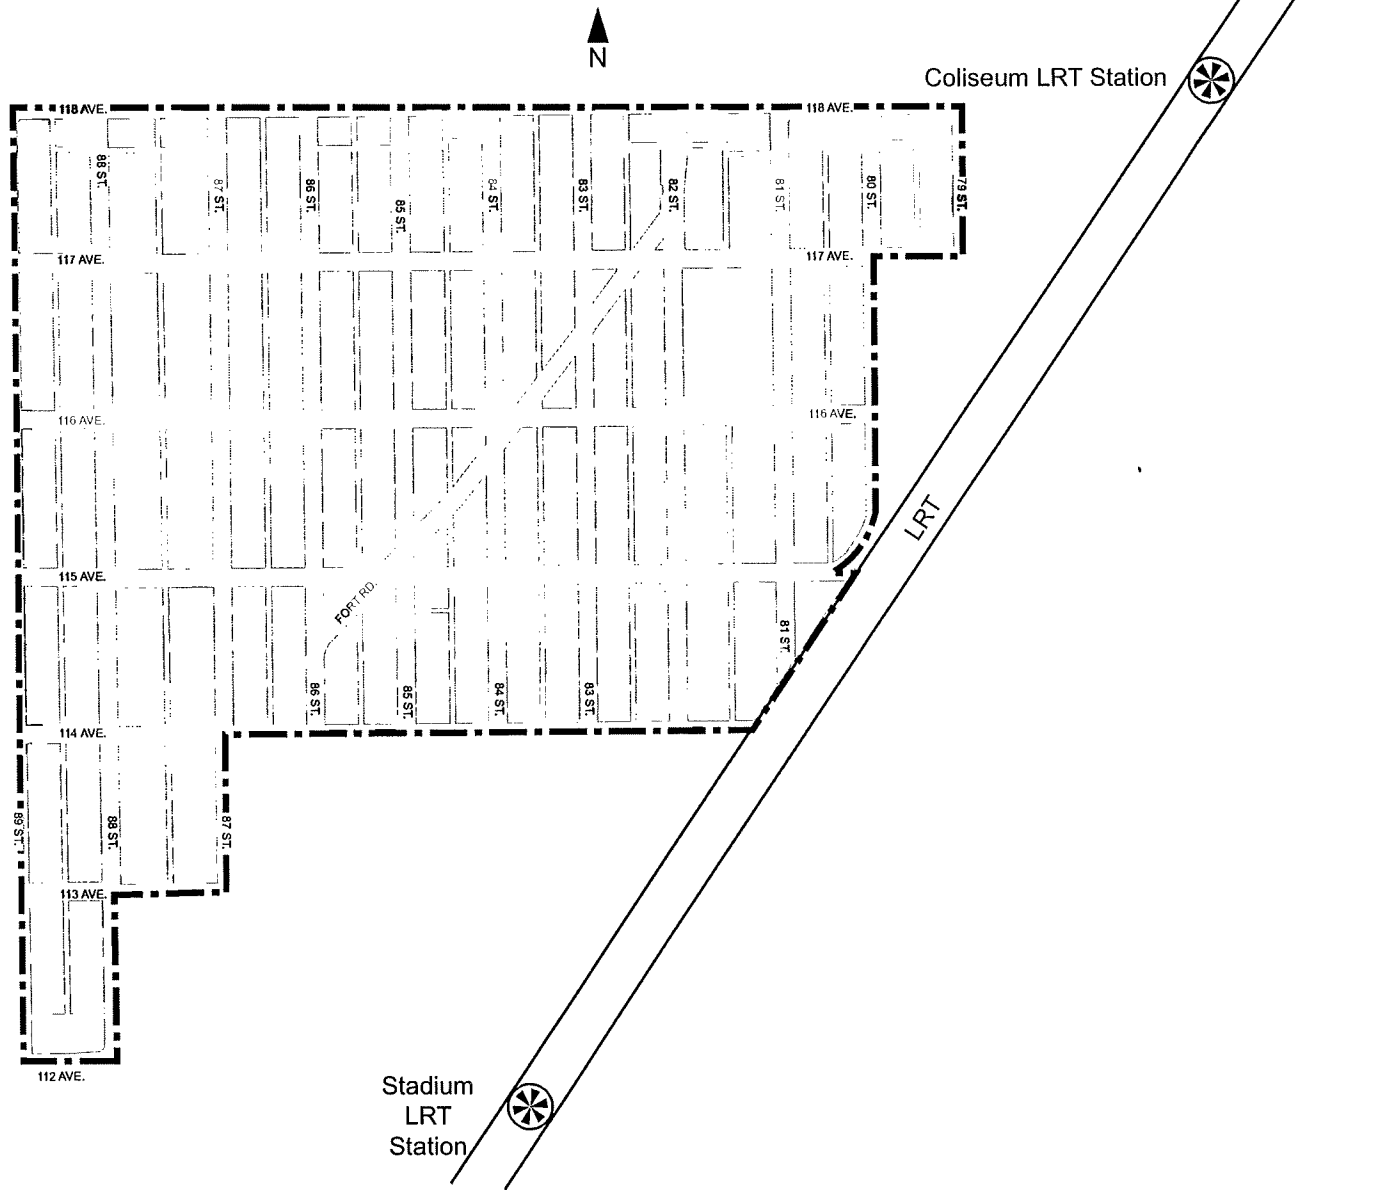 N
Coliseum LRT Station
118 AVE.
118 AVE.
88 ST.
87 ST.
86 ST.
85 ST.
84 ST.
83 ST.
82 ST.
81 ST.
80 ST.
79 ST.
117 AVE.
117 AVE.
116 AVE.
116 AVE.
LRT
115 AVE.
FORT RD.
81 ST.
86 ST.
85 ST.
84 ST.
83 ST.
114 AVE.
89 ST.
88 ST.
87 ST.
113 AVE.
112 AVE.
Stadium
LRT
Station